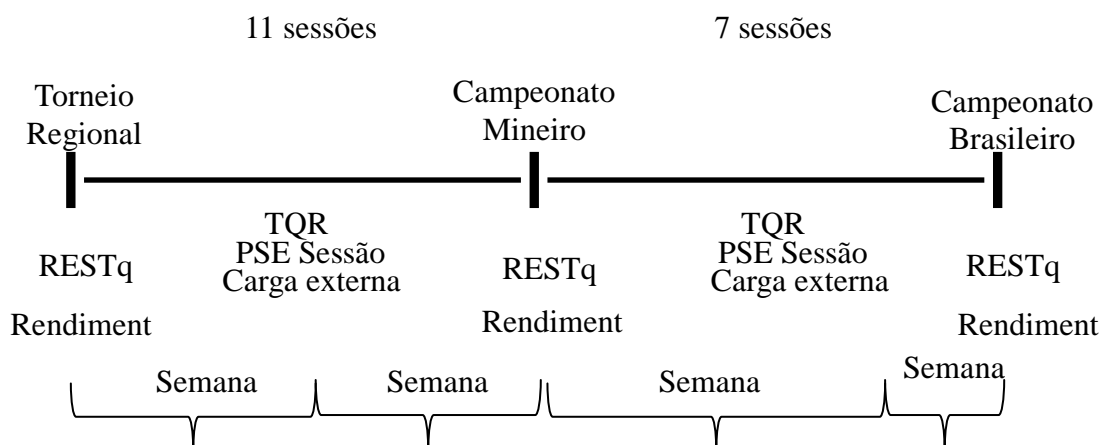 11 sessões
7 sessões
Torneio
Regional
Campeonato
Mineiro
Campeonato
Brasileiro
TQR
PSE Sessão
Carga externa
TQR
PSE Sessão
Carga externa
RESTq
RESTq
RESTq
Rendiment
Rendiment
Rendiment
Semana
Semana
Semana
Semana